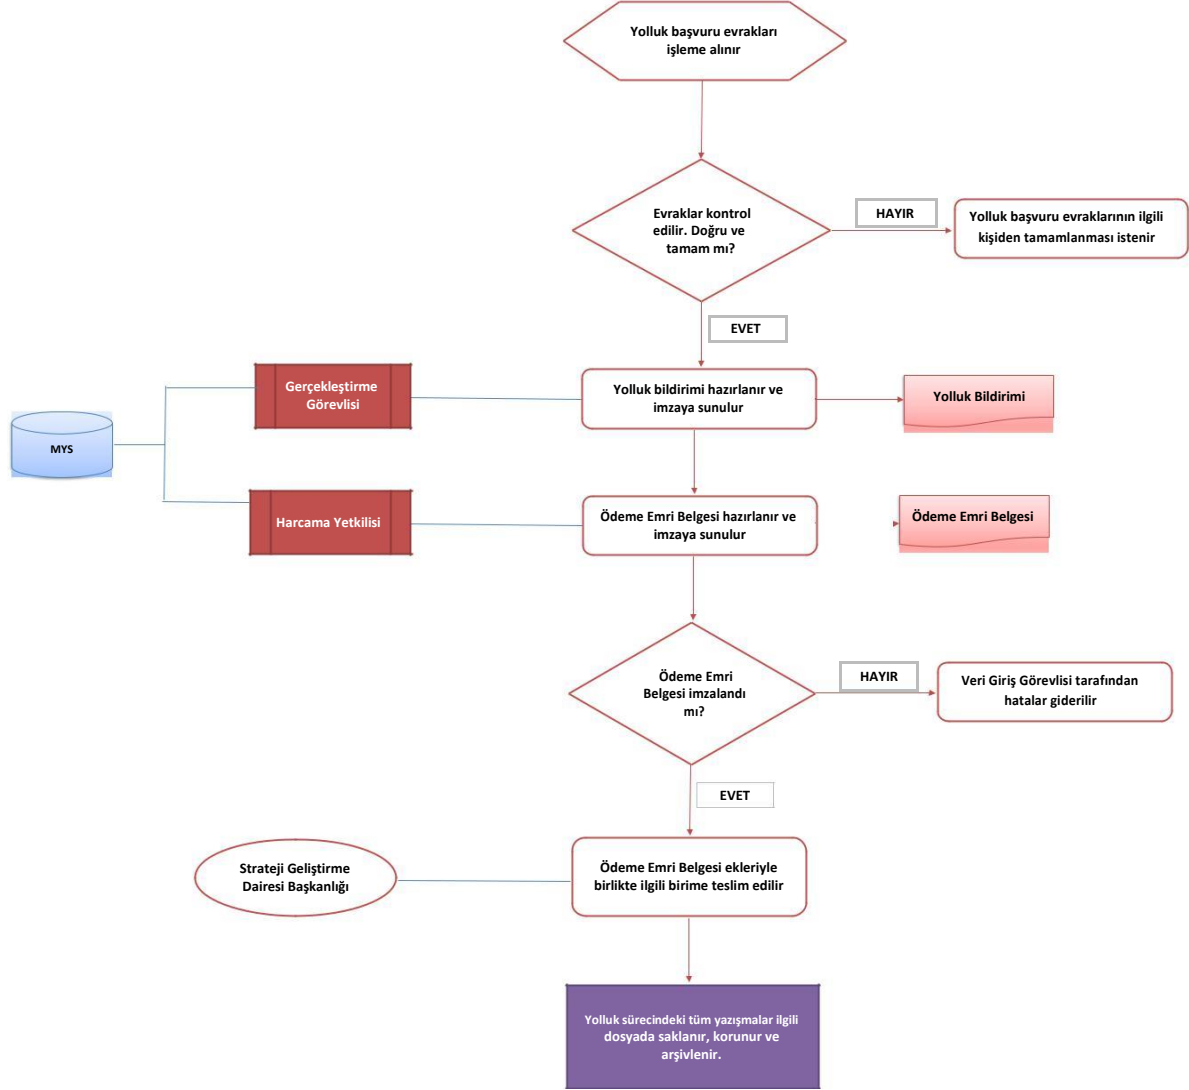 Yolluk başvuru evrakları
işleme alınır
Evraklar kontrol
edilir. Doğru ve
tamam mı?
HAYIR
Yolluk başvuru evraklarının ilgili
kişiden tamamlanması istenir
EVET
Gerçekleştirme
Görevlisi
Yolluk bildirimi hazırlanır ve
imzaya sunulur
Yolluk Bildirimi
MYS
Harcama Yetkilisi
Ödeme Emri Belgesi hazırlanır ve
imzaya sunulur
Ödeme Emri Belgesi
Ödeme Emri
Belgesi imzalandı
mı?
HAYIR
Veri Giriş Görevlisi tarafından
hatalar giderilir
EVET
Strateji Geliştirme
Dairesi Başkanlığı
Ödeme Emri Belgesi ekleriyle
birlikte ilgili birime teslim edilir
Yolluk sürecindeki tüm yazışmalar ilgili
dosyada saklanır, korunur ve
arşivlenir.